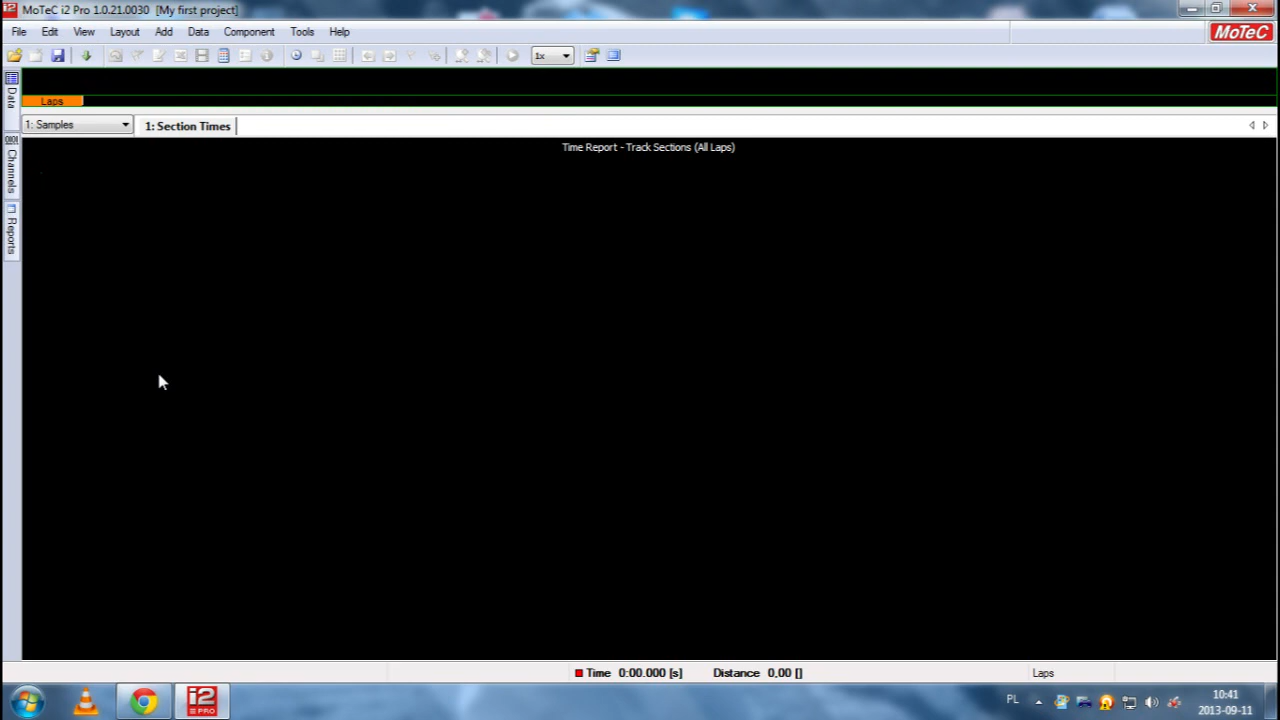 MoTeC i2 Pro 1.0.21.0030 [My first project]
File Edit View Layout Add Data Component Tools Help
MoTeC
1x
Data
Laps
1: Samples 1: Section Times
Time Report - Track Sections (All Laps)
Channels
Reports
Time 0:00.000 [s] Distance 0,00 [] Laps
i2 PRO
PL
10:41
2013-09-11